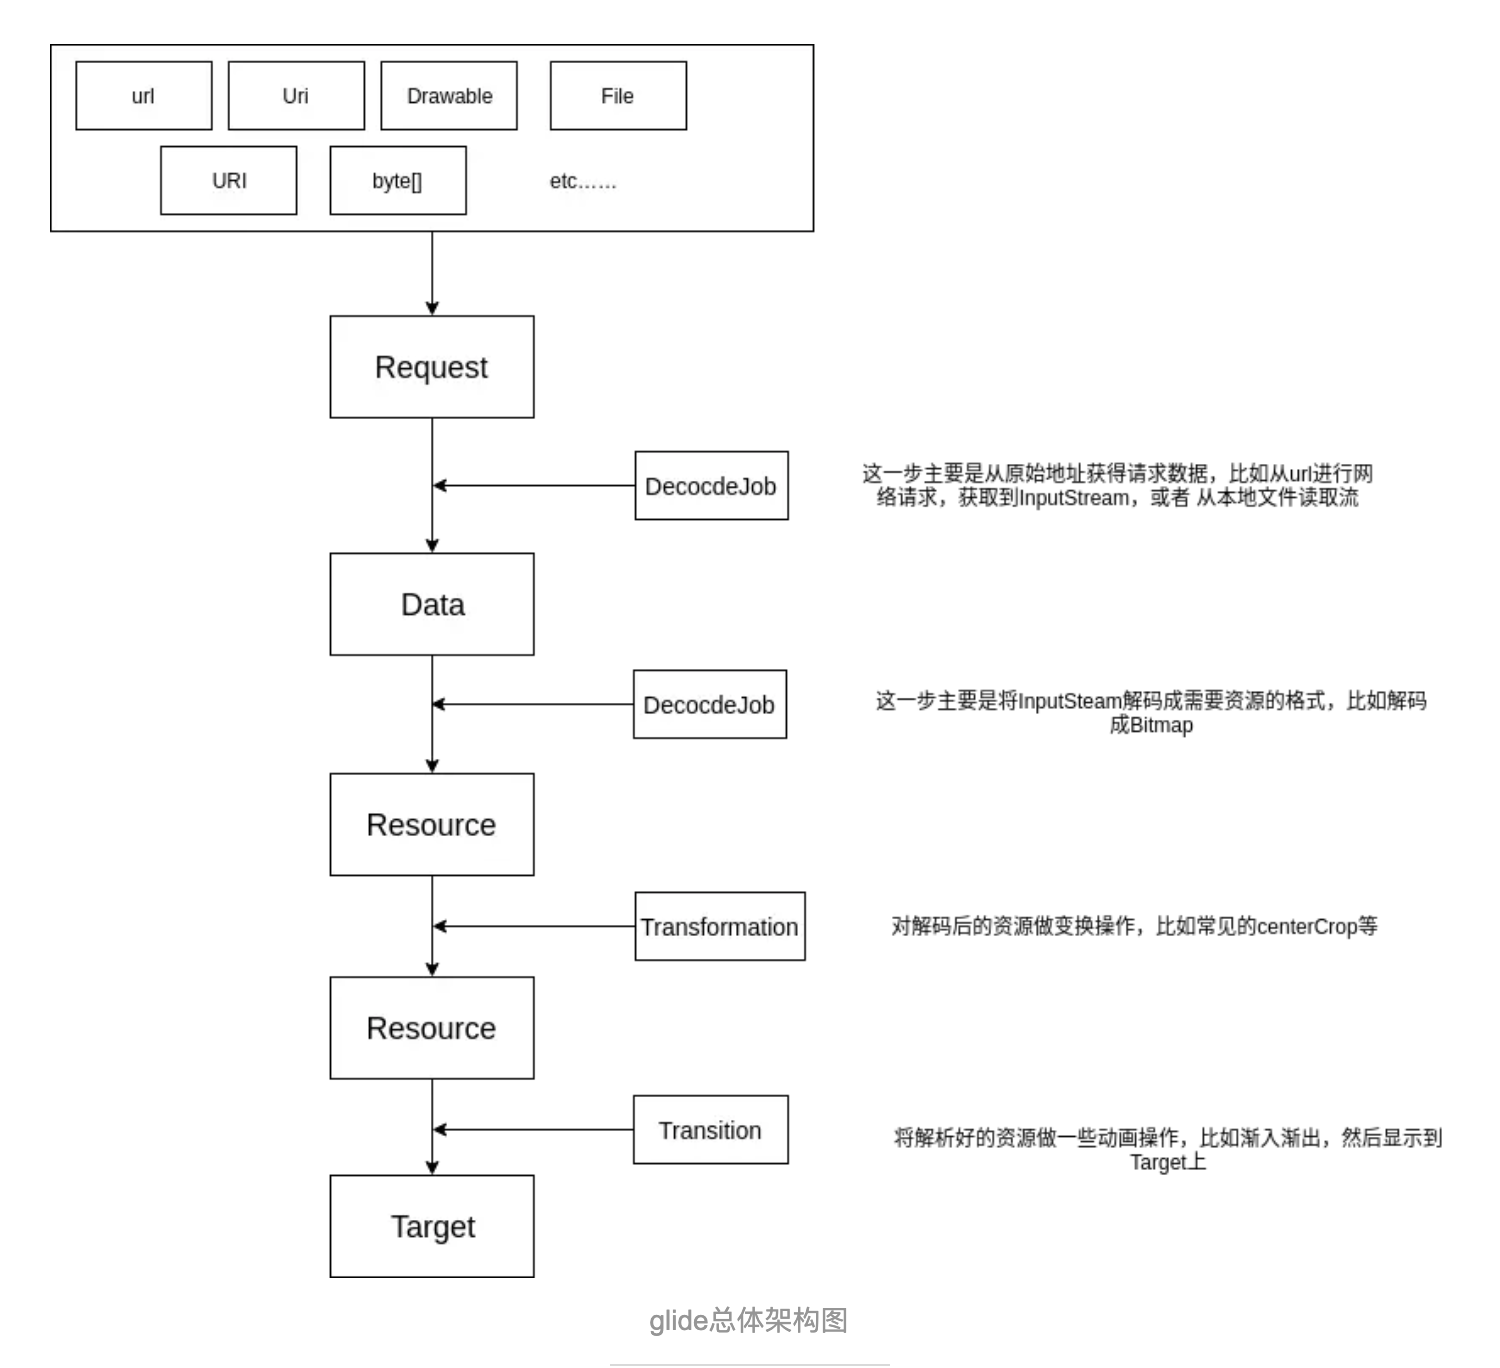 url
Uri
Drawable
File
URI
byte[]
etc……
Request
DecocdeJob
这一步主要是从原始地址获得请求数据，比如从url进行网
络请求，获取到InputStream，或者 从本地文件读取流
Data
DecocdeJob
这一步主要是将InputSteam解码成需要资源的格式，比如解码
成Bitmap
Resource
Transformation
对解码后的资源做变换操作，比如常见的centerCrop等
Resource
Transition
将解析好的资源做一些动画操作，比如渐入渐出，然后显示到
Target上
Target
glide总体架构图